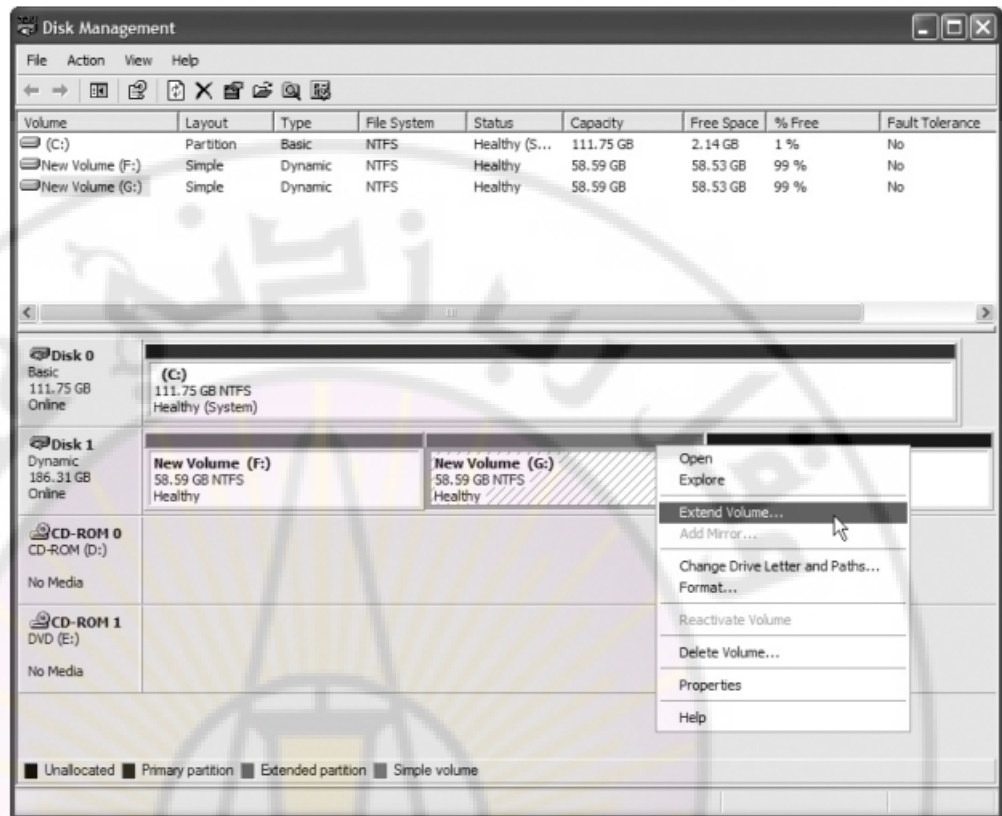 Disk Management
File Action View Help
Volume Layout Type File System Status Capacity Free Space % Free Fault Tolerance
(C:) Partition Basic NTFS Healthy (S... 111.75 GB 2.14 GB 1 % No
New Volume (F:) Simple Dynamic NTFS Healthy 58.59 GB 58.53 GB 99 % No
New Volume (G:) Simple Dynamic NTFS Healthy 58.59 GB 58.53 GB 99 % No
Disk 0
Basic
111.75 GB
Online
(C:)
111.75 GB NTFS
Healthy (System)
Disk 1
Dynamic
186.31 GB
Online
New Volume (F:)
58.59 GB NTFS
Healthy
New Volume (G:)
58.59 GB NTFS
Healthy
Open
Explore
Extend Volume...
Add Mirror...
Change Drive Letter and Paths...
Format...
Reactivate Volume
Delete Volume...
Properties
Help
CD-ROM 0
CD-ROM (D:)
No Media
CD-ROM 1
DVD (E:)
No Media
Unallocated Primary partition Extended partition Simple volume